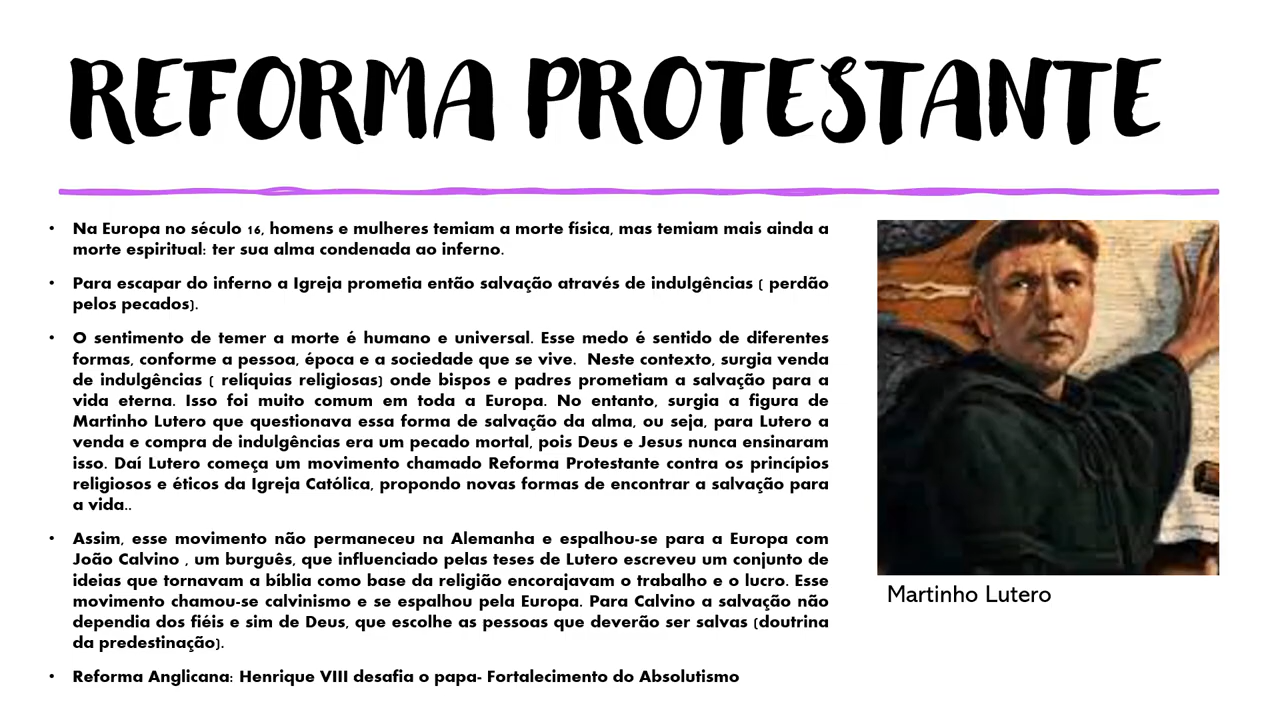 REFORMA PROTESTANTE
• Na Europa no século 16, homens e mulheres temiam a morte física, mas temiam mais ainda a
morte espiritual: ter sua alma condenada ao inferno.
• Para escapar do inferno a Igreja prometia então salvação através de indulgências ( perdão
pelos pecados).
• O sentimento de temer a morte é humano e universal. Esse medo é sentido de diferentes
formas, conforme a pessoa, época e a sociedade que se vive. Neste contexto, surgia venda
de indulgências ( relíquias religiosas) onde bispos e padres prometiam a salvação para a
vida eterna. Isso foi muito comum em toda a Europa. No entanto, surgia a figura de
Martinho Lutero que questionava essa forma de salvação da alma, ou seja, para Lutero a
venda e compra de indulgências era um pecado mortal, pois Deus e Jesus nunca ensinaram
isso. Daí Lutero começa um movimento chamado Reforma Protestante contra os princípios
religiosos e éticos da Igreja Católica, propondo novas formas de encontrar a salvação para
a vida..
• Assim, esse movimento não permaneceu na Alemanha e espalhou-se para a Europa com
João Calvino , um burguês, que influenciado pelas teses de Lutero escreveu um conjunto de
ideias que tornavam a bíblia como base da religião encorajavam o trabalho e o lucro. Esse
movimento chamou-se calvinismo e se espalhou pela Europa. Para Calvino a salvação não
dependia dos fiéis e sim de Deus, que escolhe as pessoas que deverão ser salvas (doutrina
da predestinação).
• Reforma Anglicana: Henrique VIII desafia o papa- Fortalecimento do Absolutismo
Martinho Lutero